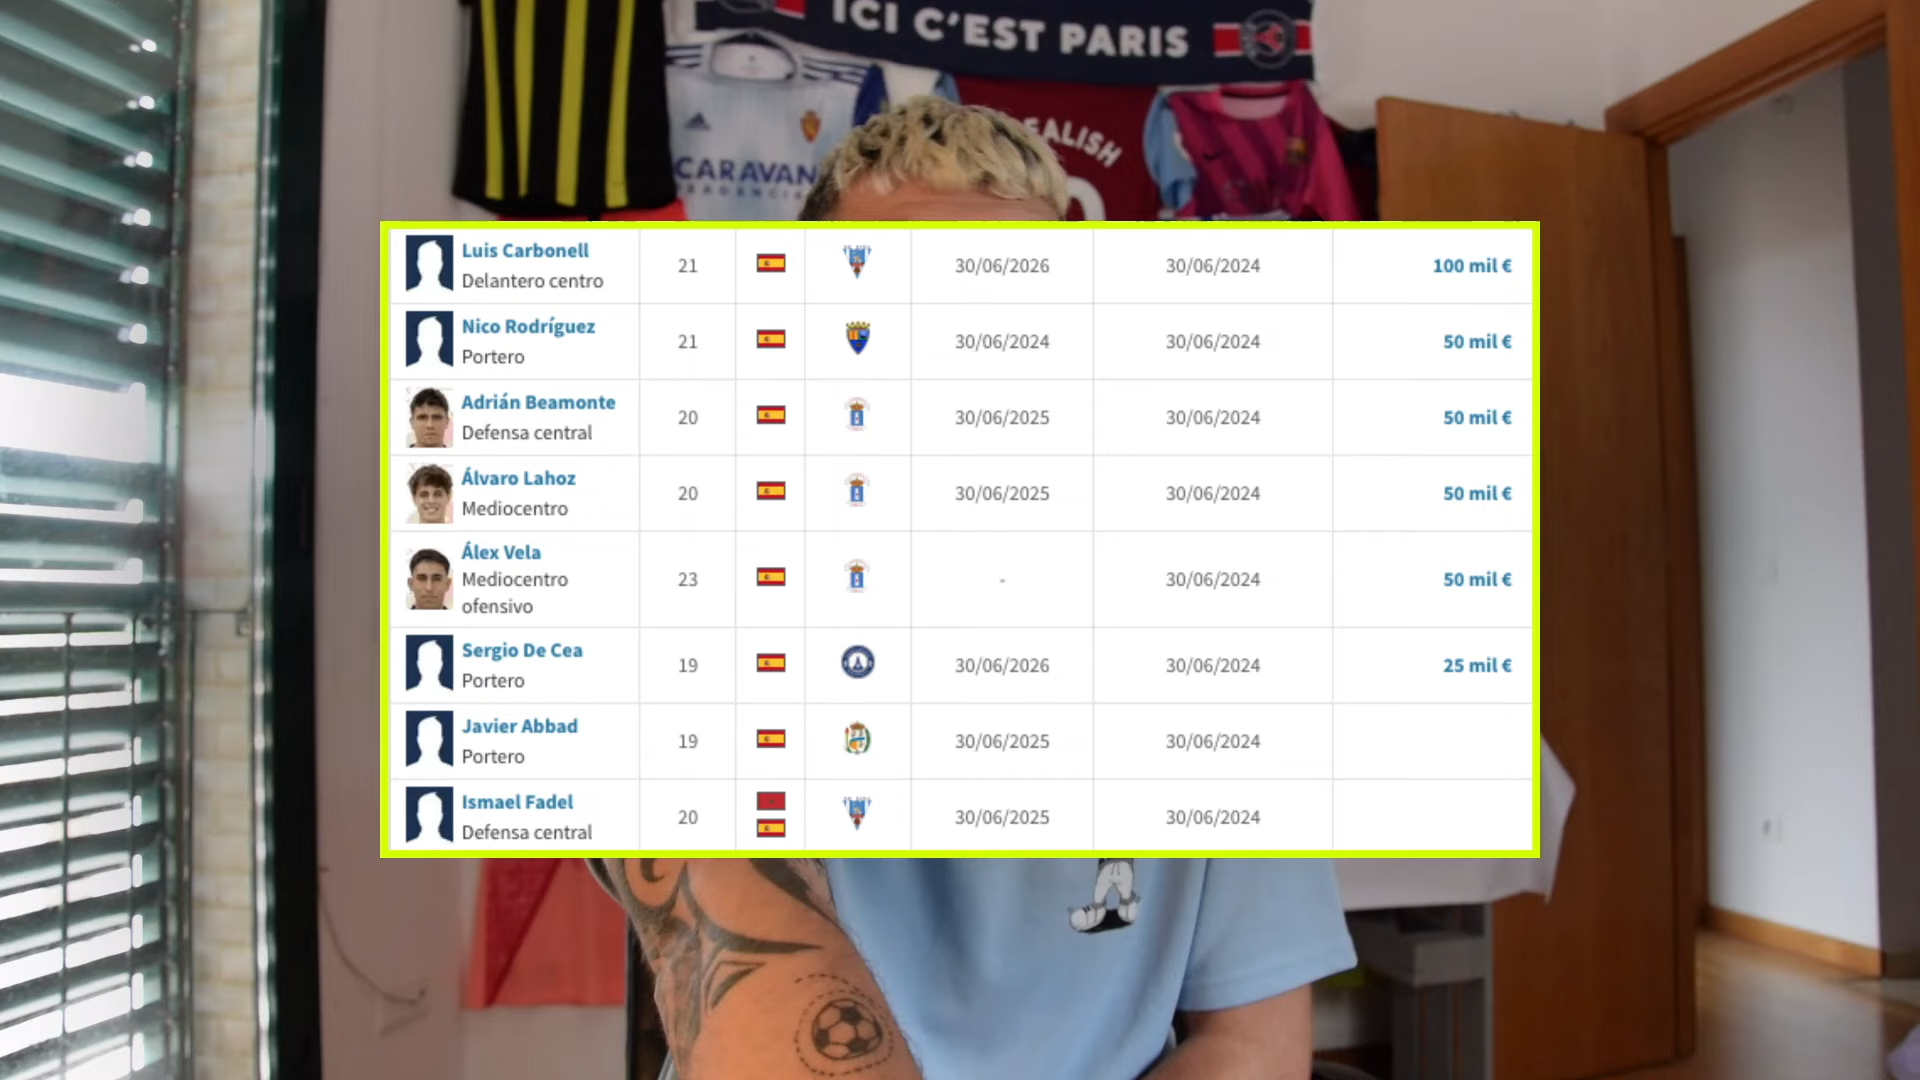 ICI C'EST PARIS
CARAVAN
EALISH
Luis Carbonell
Delantero centro
21
30/06/2026
30/06/2024
100 mil €
Nico Rodríguez
Portero
21
30/06/2024
30/06/2024
50 mil €
Adrián Beamonte
Defensa central
20
30/06/2025
30/06/2024
50 mil €
Álvaro Lahoz
Mediocentro
20
30/06/2025
30/06/2024
50 mil €
Álex Vela
Mediocentro
ofensivo
23
-
30/06/2024
50 mil €
Sergio De Cea
Portero
19
30/06/2026
30/06/2024
25 mil €
Javier Abbad
Portero
19
30/06/2025
30/06/2024
Ismael Fadel
Defensa central
20
30/06/2025
30/06/2024